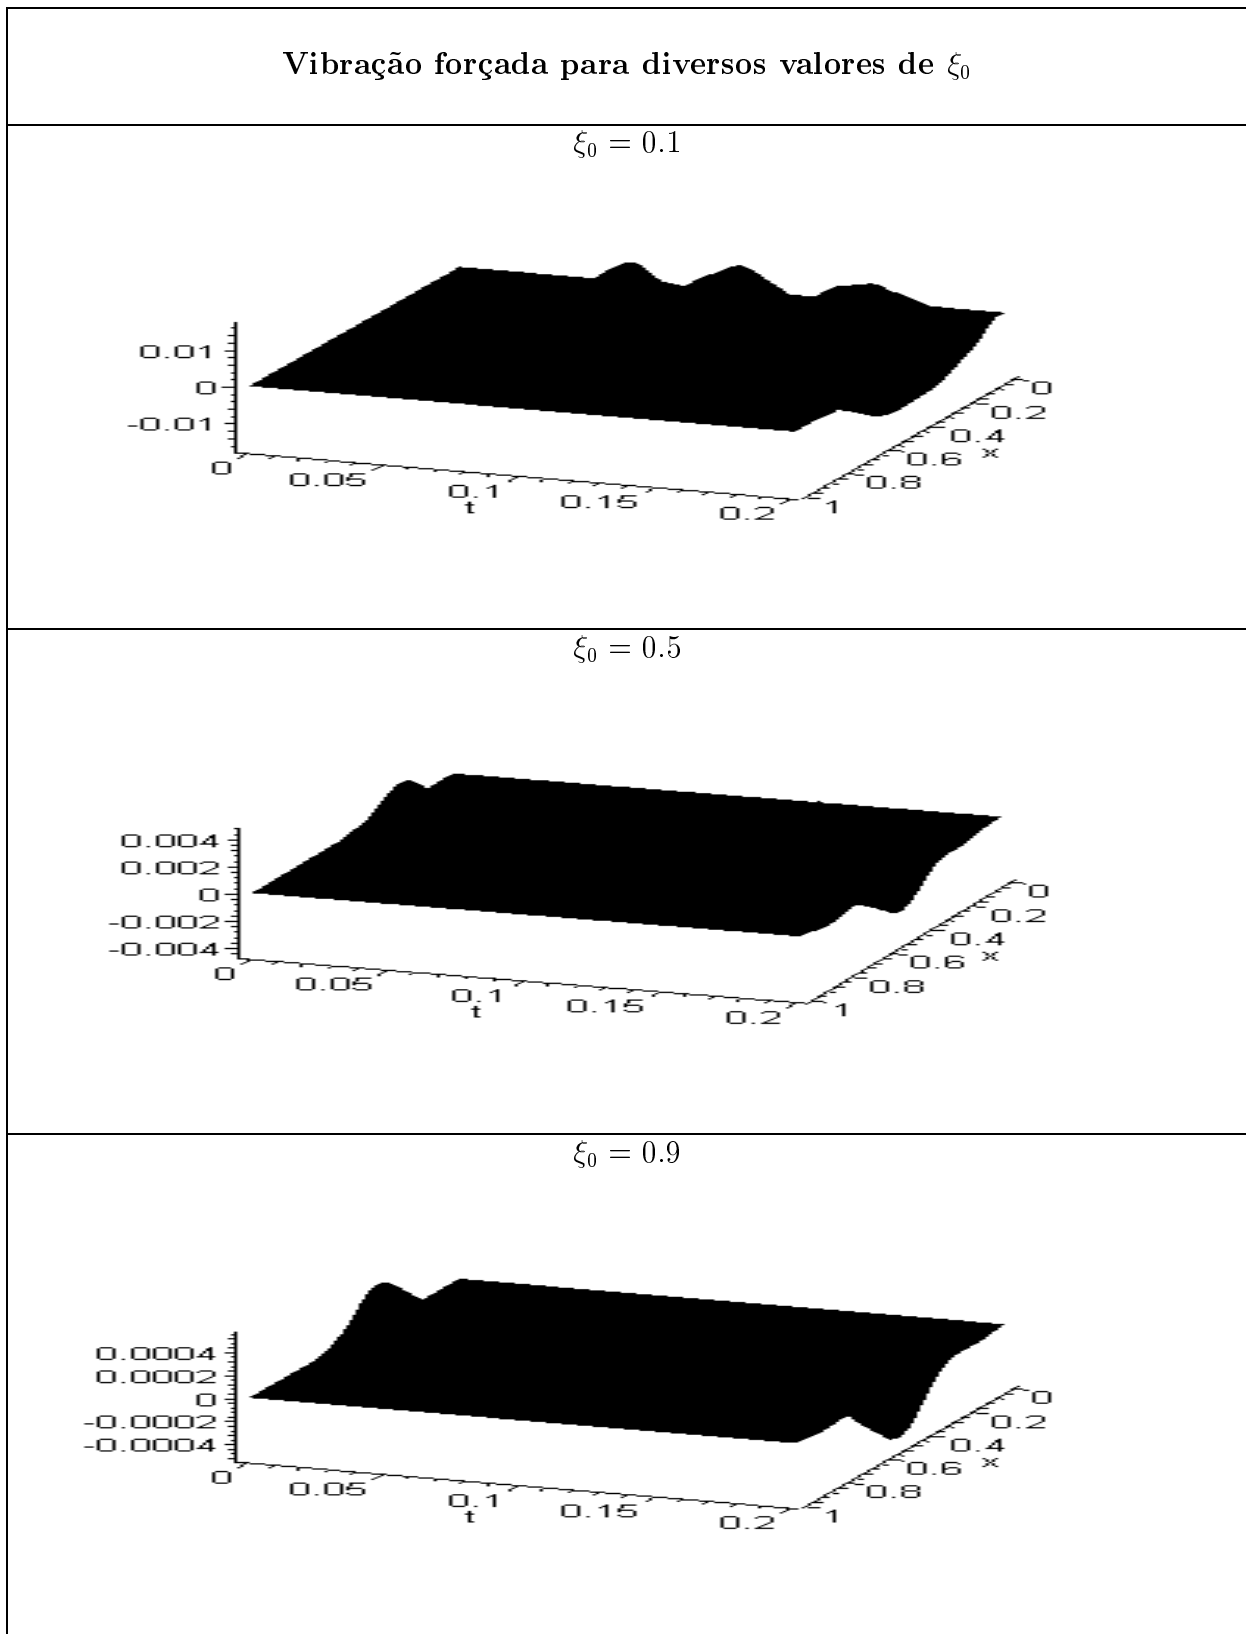 Vibração forçada para diversos valores de ξ₀
ξ₀ = 0.1
0.01
0
-0.01
0 0.05 0.1 0.15 0.2
t
0 0.2 0.4 0.6 0.8 1
x
ξ₀ = 0.5
0.004
0.002
0
-0.002
-0.004
0 0.05 0.1 0.15 0.2
t
0 0.2 0.4 0.6 0.8 1
x
ξ₀ = 0.9
0.0004
0.0002
0
-0.0002
-0.0004
0 0.05 0.1 0.15 0.2
t
0 0.2 0.4 0.6 0.8 1
x